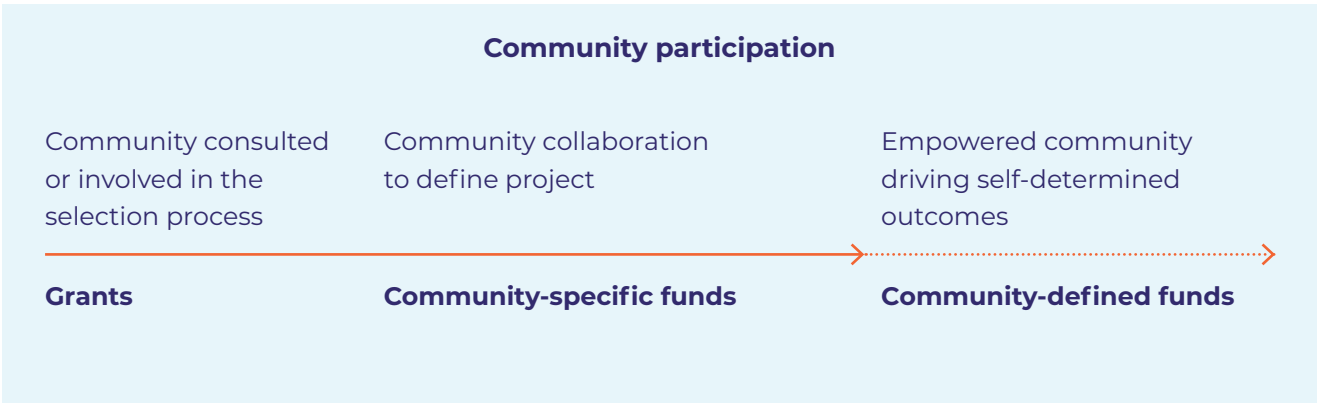 Community participation
Community consulted
or involved in the
selection process
Community collaboration
to define project
Empowered community
driving self-determined
outcomes
Grants
Community-specific funds
Community-defined funds